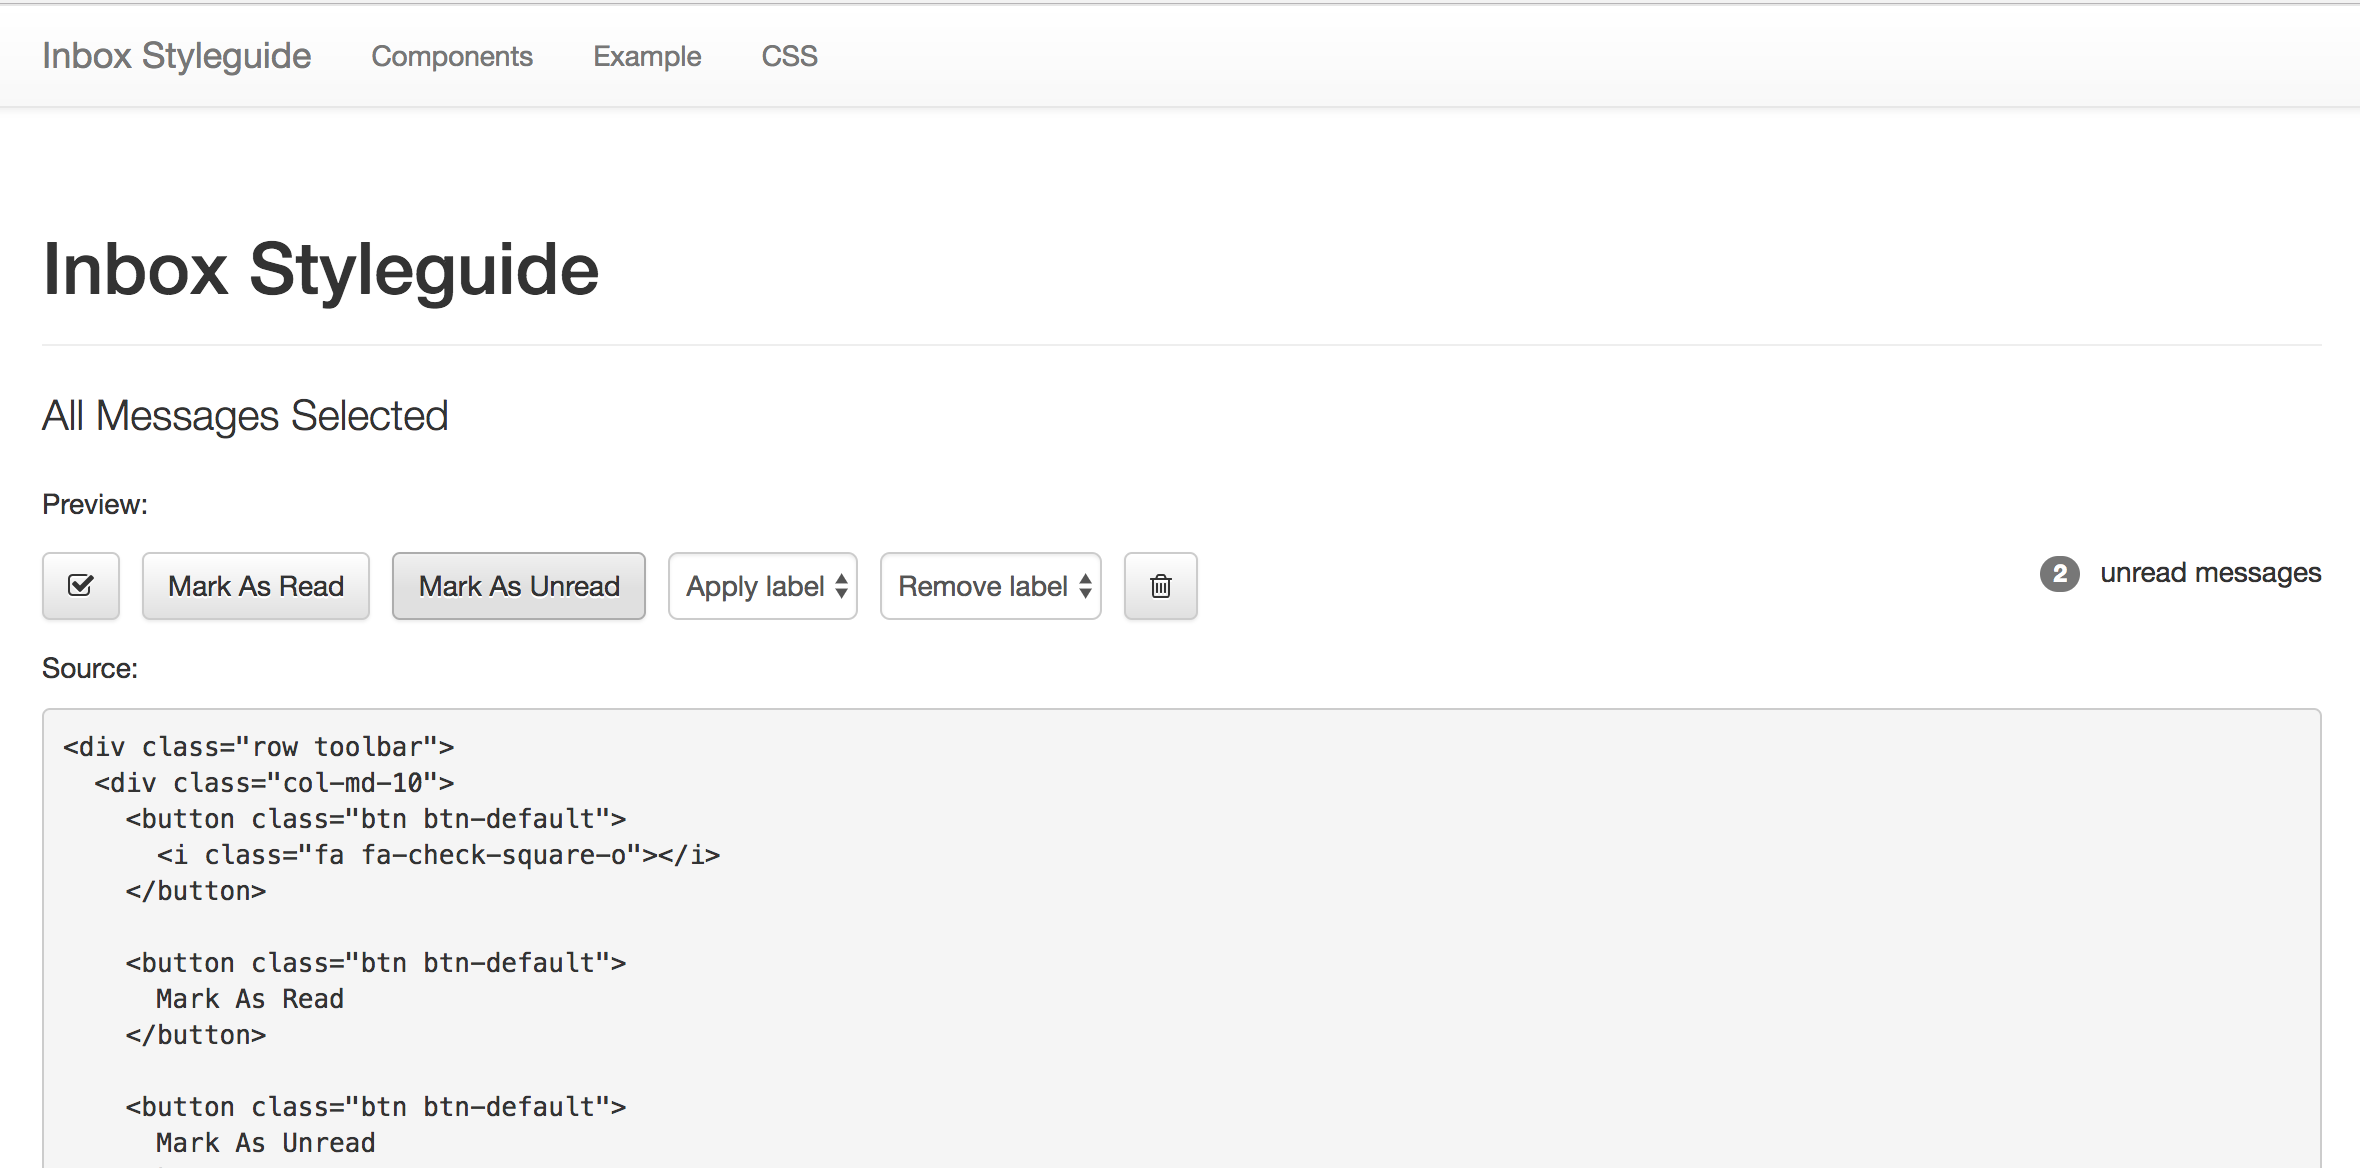 Inbox Styleguide Components Example CSS
Inbox Styleguide
All Messages Selected
Preview:
Mark As Read Mark As Unread Apply label Remove label 2 unread messages
Source:
<div class="row toolbar">
  <div class="col-md-10">
    <button class="btn btn-default">
      <i class="fa fa-check-square-o"></i>
    </button>

    <button class="btn btn-default">
      Mark As Read
    </button>

    <button class="btn btn-default">
      Mark As Unread